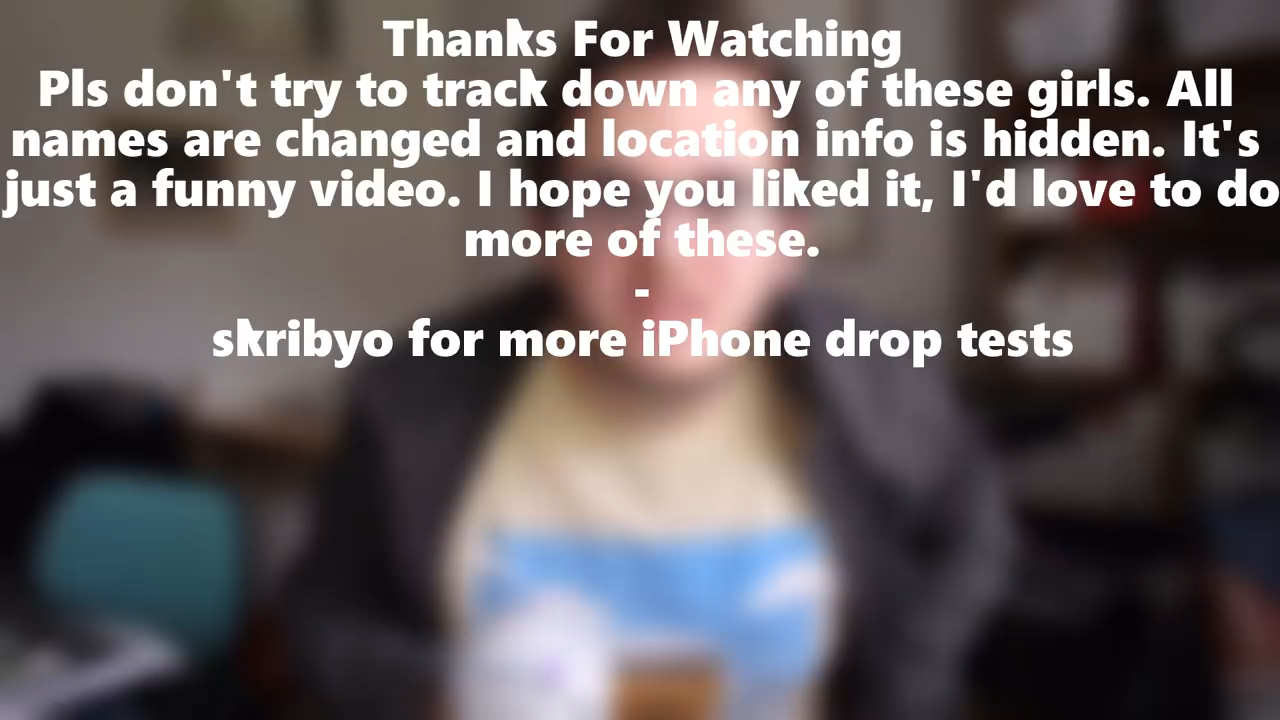 Thanks For Watching
Pls don't try to track down any of these girls. All
names are changed and location info is hidden. It's
just a funny video. I hope you liked it, I'd love to do
more of these.
-
skribyo for more iPhone drop tests